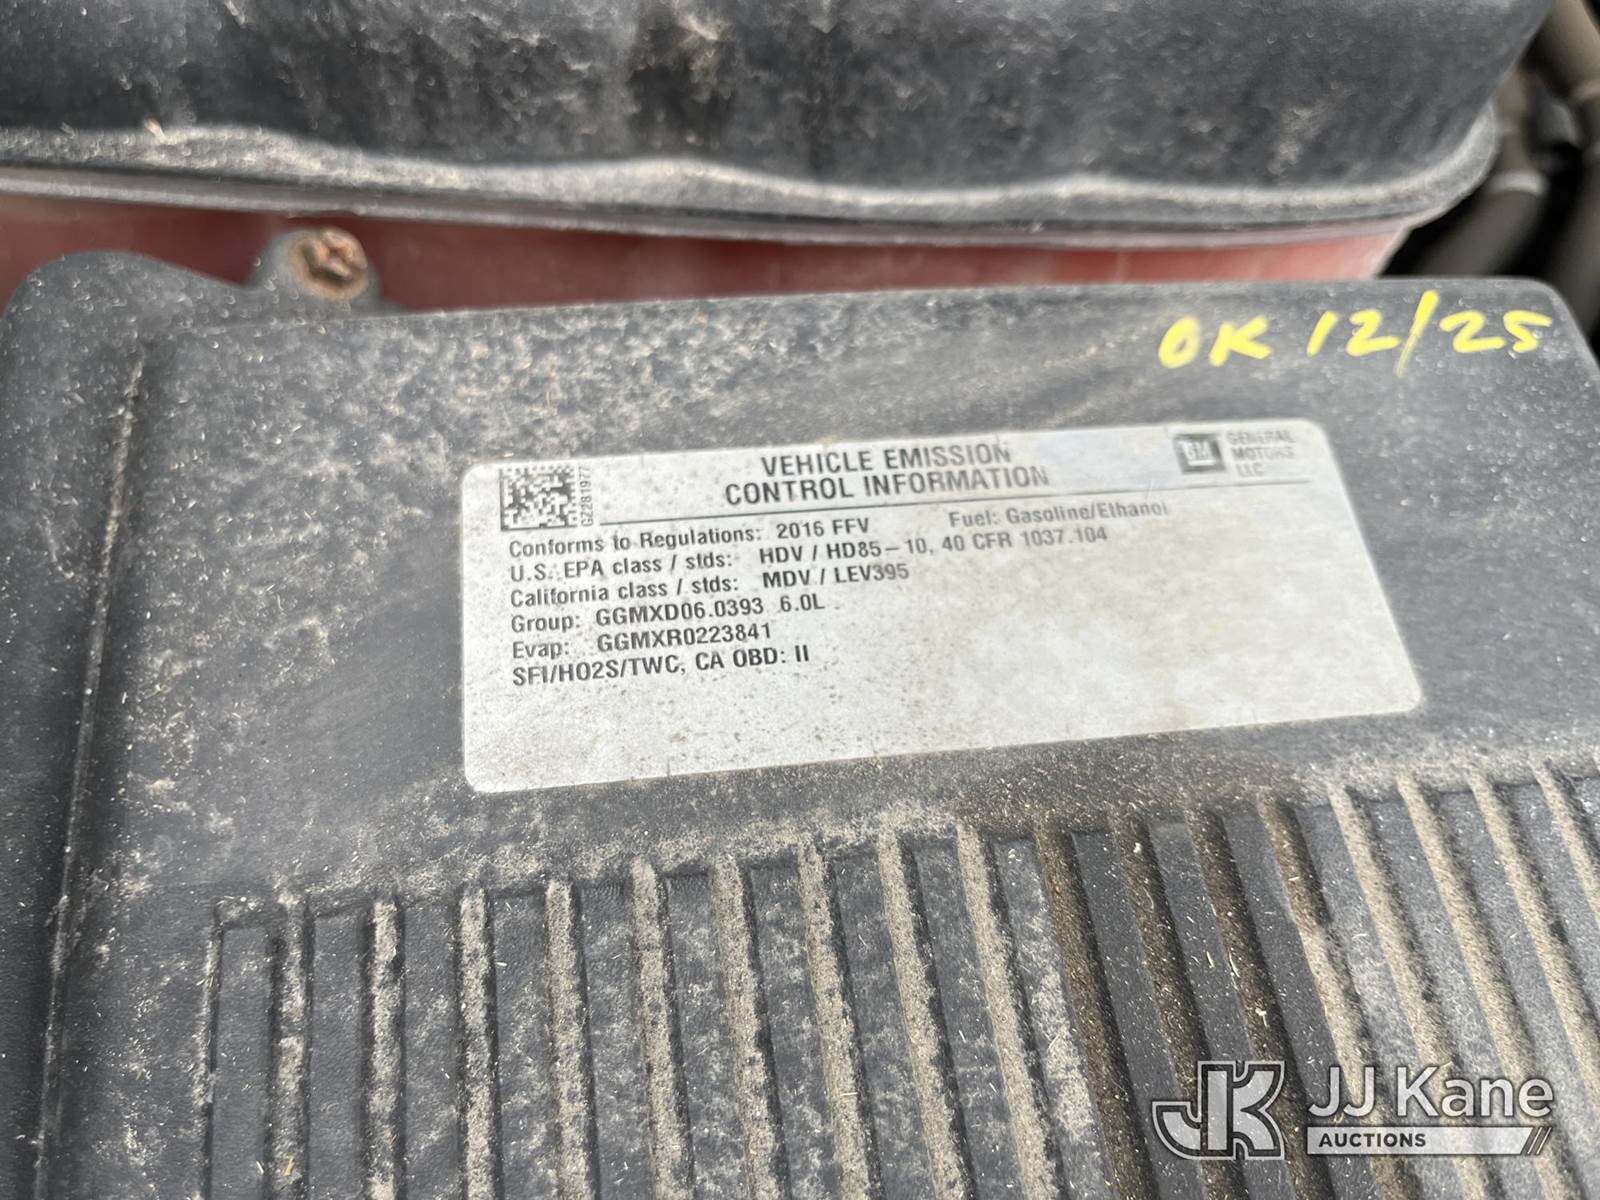 OK 12/25
GZ281977
VEHICLE EMISSION
CONTROL INFORMATION
GM
GENERAL
MOTORS
LLC
Conforms to Regulations: 2016 FFV Fuel: Gasoline/Ethanol
U.S. EPA class / stds: HDV / HD85-10, 40 CFR 1037.104
California class / stds: MDV / LEV395
Group: GGMXD06.0393 6.0L
Evap: GGMXR0223841
SFI/HO2S/TWC, CA OBD: II
JK JJ Kane
AUCTIONS